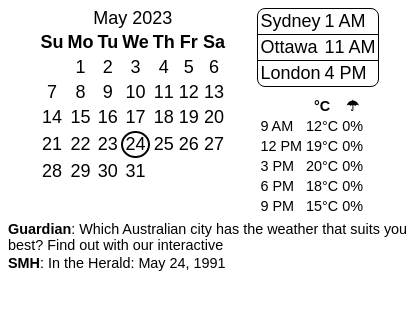 May 2023
Su Mo Tu We Th Fr Sa
1 2 3 4 5 6
7 8 9 10 11 12 13
14 15 16 17 18 19 20
21 22 23 24 25 26 27
28 29 30 31
Sydney 1 AM
Ottawa 11 AM
London 4 PM
°C ☂
9 AM 12°C 0%
12 PM 19°C 0%
3 PM 20°C 0%
6 PM 18°C 0%
9 PM 15°C 0%
Guardian: Which Australian city has the weather that suits you
best? Find out with our interactive
SMH: In the Herald: May 24, 1991